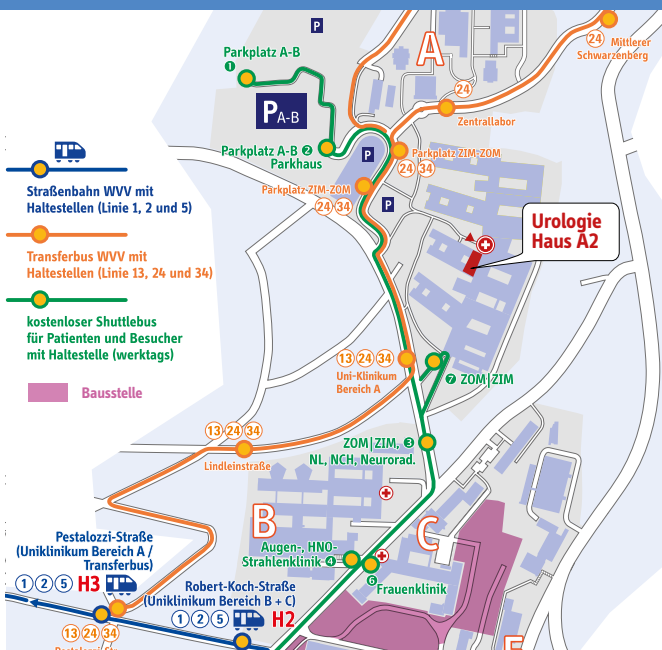 P
A
24
Mittlerer
Schwarzenberg
Parkplatz A-B
1
24
P A-B
Zentrallabor
Parkplatz A-B 2
Parkhaus
P
Parkplatz ZIM-ZOM
24 34
Parkplatz-ZIM-ZOM
24 34
P
Straßenbahn WVV mit
Haltestellen (Linie 1, 2 und 5)
Urologie
Haus A2
Transferbus WVV mit
Haltestellen (Linie 13, 24 und 34)
kostenloser Shuttlebus
für Patienten und Besucher
mit Haltestelle (werktags)
13 24 34
Uni-Klinikum
Bereich A
7 ZOM|ZIM
Baustelle
13 24 34
Lindleinstraße
ZOM|ZIM, 3
NL, NCH, Neurorad.
B
C
Augen-, HNO-
Strahlenklinik 4
6
Frauenklinik
Pestalozzi-Straße
(Uniklinikum Bereich A /
Transferbus)
1 2 5 H3
Robert-Koch-Straße
(Uniklinikum Bereich B + C)
1 2 5 H2
13 24 34